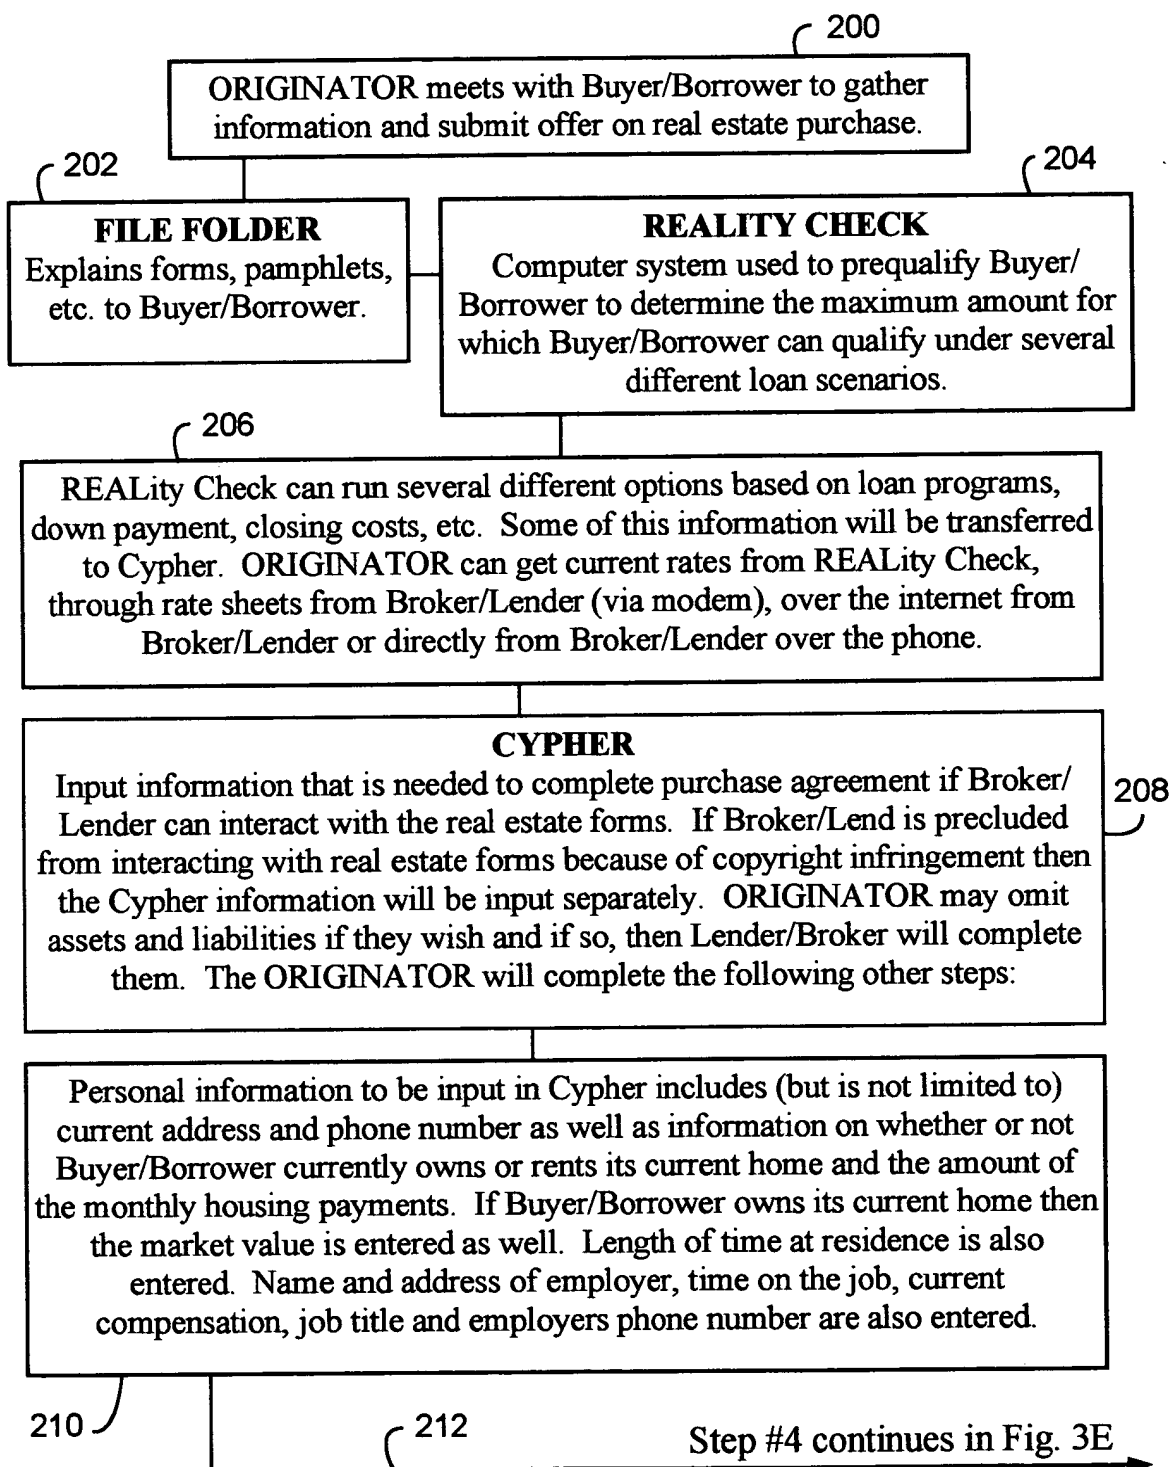 200
ORIGINATOR meets with Buyer/Borrower to gather
information and submit offer on real estate purchase.
202
FILE FOLDER
Explains forms, pamphlets,
etc. to Buyer/Borrower.
204
REALITY CHECK
Computer system used to prequalify Buyer/
Borrower to determine the maximum amount for
which Buyer/Borrower can qualify under several
different loan scenarios.
206
REALity Check can run several different options based on loan programs,
down payment, closing costs, etc.  Some of this information will be transferred
to Cypher.  ORIGINATOR can get current rates from REALity Check,
through rate sheets from Broker/Lender (via modem), over the internet from
Broker/Lender or directly from Broker/Lender over the phone.
CYPHER
Input information that is needed to complete purchase agreement if Broker/
Lender can interact with the real estate forms.  If Broker/Lend is precluded
from interacting with real estate forms because of copyright infringement then
the Cypher information will be input separately.  ORIGINATOR may omit
assets and liabilities if they wish and if so, then Lender/Broker will complete
them.  The ORIGINATOR will complete the following other steps:
208
Personal information to be input in Cypher includes (but is not limited to)
current address and phone number as well as information on whether or not
Buyer/Borrower currently owns or rents its current home and the amount of
the monthly housing payments.  If Buyer/Borrower owns its current home then
the market value is entered as well.  Length of time at residence is also
entered.  Name and address of employer, time on the job, current
compensation, job title and employers phone number are also entered.
210
212
Step #4 continues in Fig. 3E